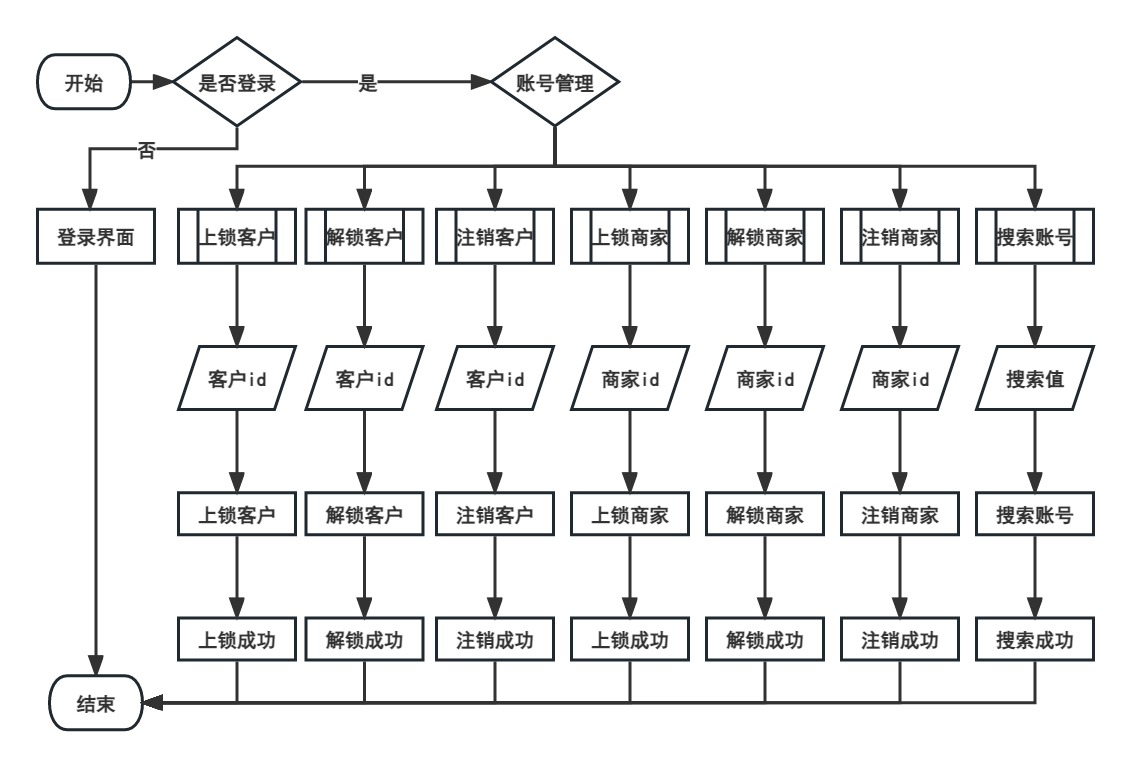 开始
是否登录
是
账号管理
否
登录界面
上锁客户
解锁客户
注销客户
上锁商家
解锁商家
注销商家
搜索账号
客户id
客户id
客户id
商家id
商家id
商家id
搜索值
上锁客户
解锁客户
注销客户
上锁商家
解锁商家
注销商家
搜索账号
上锁成功
解锁成功
注销成功
上锁成功
解锁成功
注销成功
搜索成功
结束